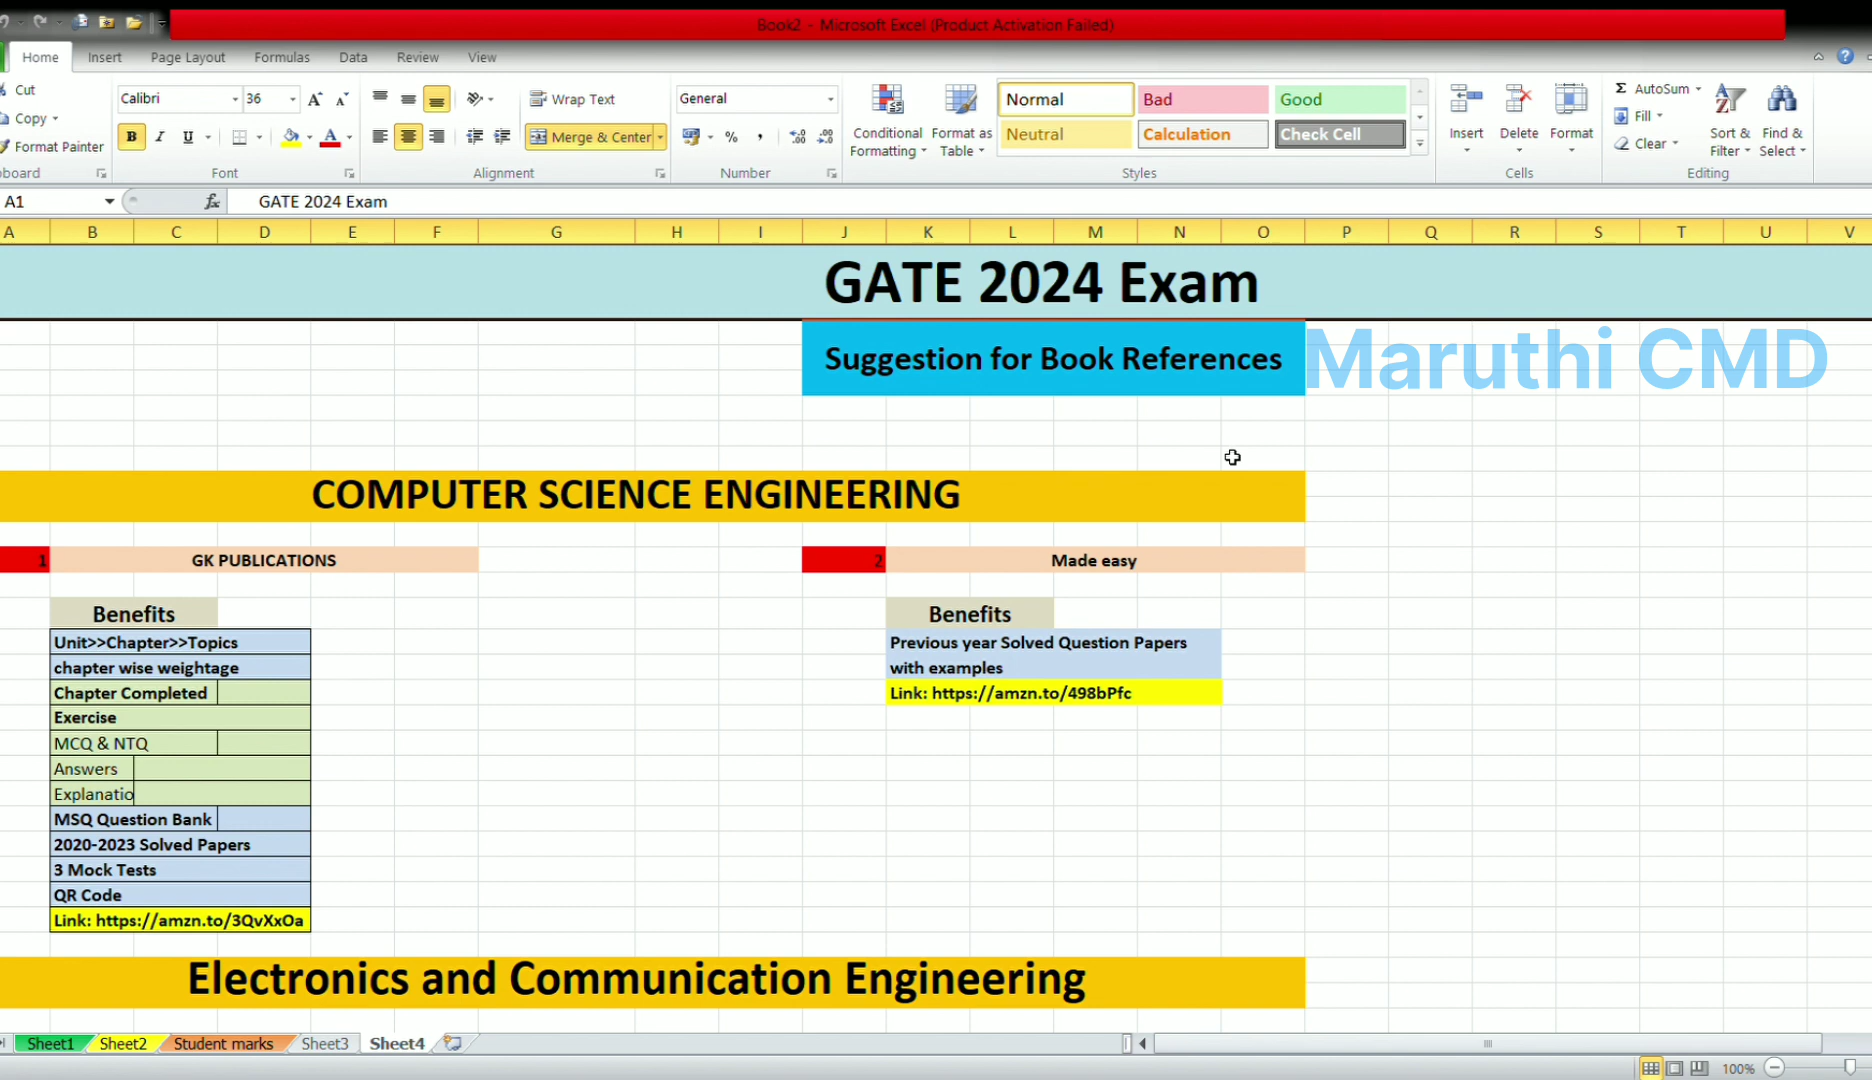 Book2 - Microsoft Excel (Product Activation Failed)
Home Insert Page Layout Formulas Data Review View
Cut
Copy
Format Painter
board
Calibri 36
B I U A
Font
Wrap Text
Merge & Center
Alignment
General
% ,
Number
Conditional Formatting
Format as Table
Normal Bad Good
Neutral Calculation Check Cell
Styles
Insert Delete Format
Cells
Σ AutoSum
Fill
Clear
Sort & Filter
Find & Select
Editing
A1 fx GATE 2024 Exam
A B C D E F G H I J K L M N O P Q R S T U V
GATE 2024 Exam
Suggestion for Book References
Maruthi CMD
COMPUTER SCIENCE ENGINEERING
1 GK PUBLICATIONS
2 Made easy
Benefits
Unit>>Chapter>>Topics
chapter wise weightage
Chapter Completed
Exercise
MCQ & NTQ
Answers
Explanatio
MSQ Question Bank
2020-2023 Solved Papers
3 Mock Tests
QR Code
Link: https://amzn.to/3QvXxOa
Benefits
Previous year Solved Question Papers
with examples
Link: https://amzn.to/498bPfc
Electronics and Communication Engineering
Sheet1 Sheet2 Student marks Sheet3 Sheet4
100%